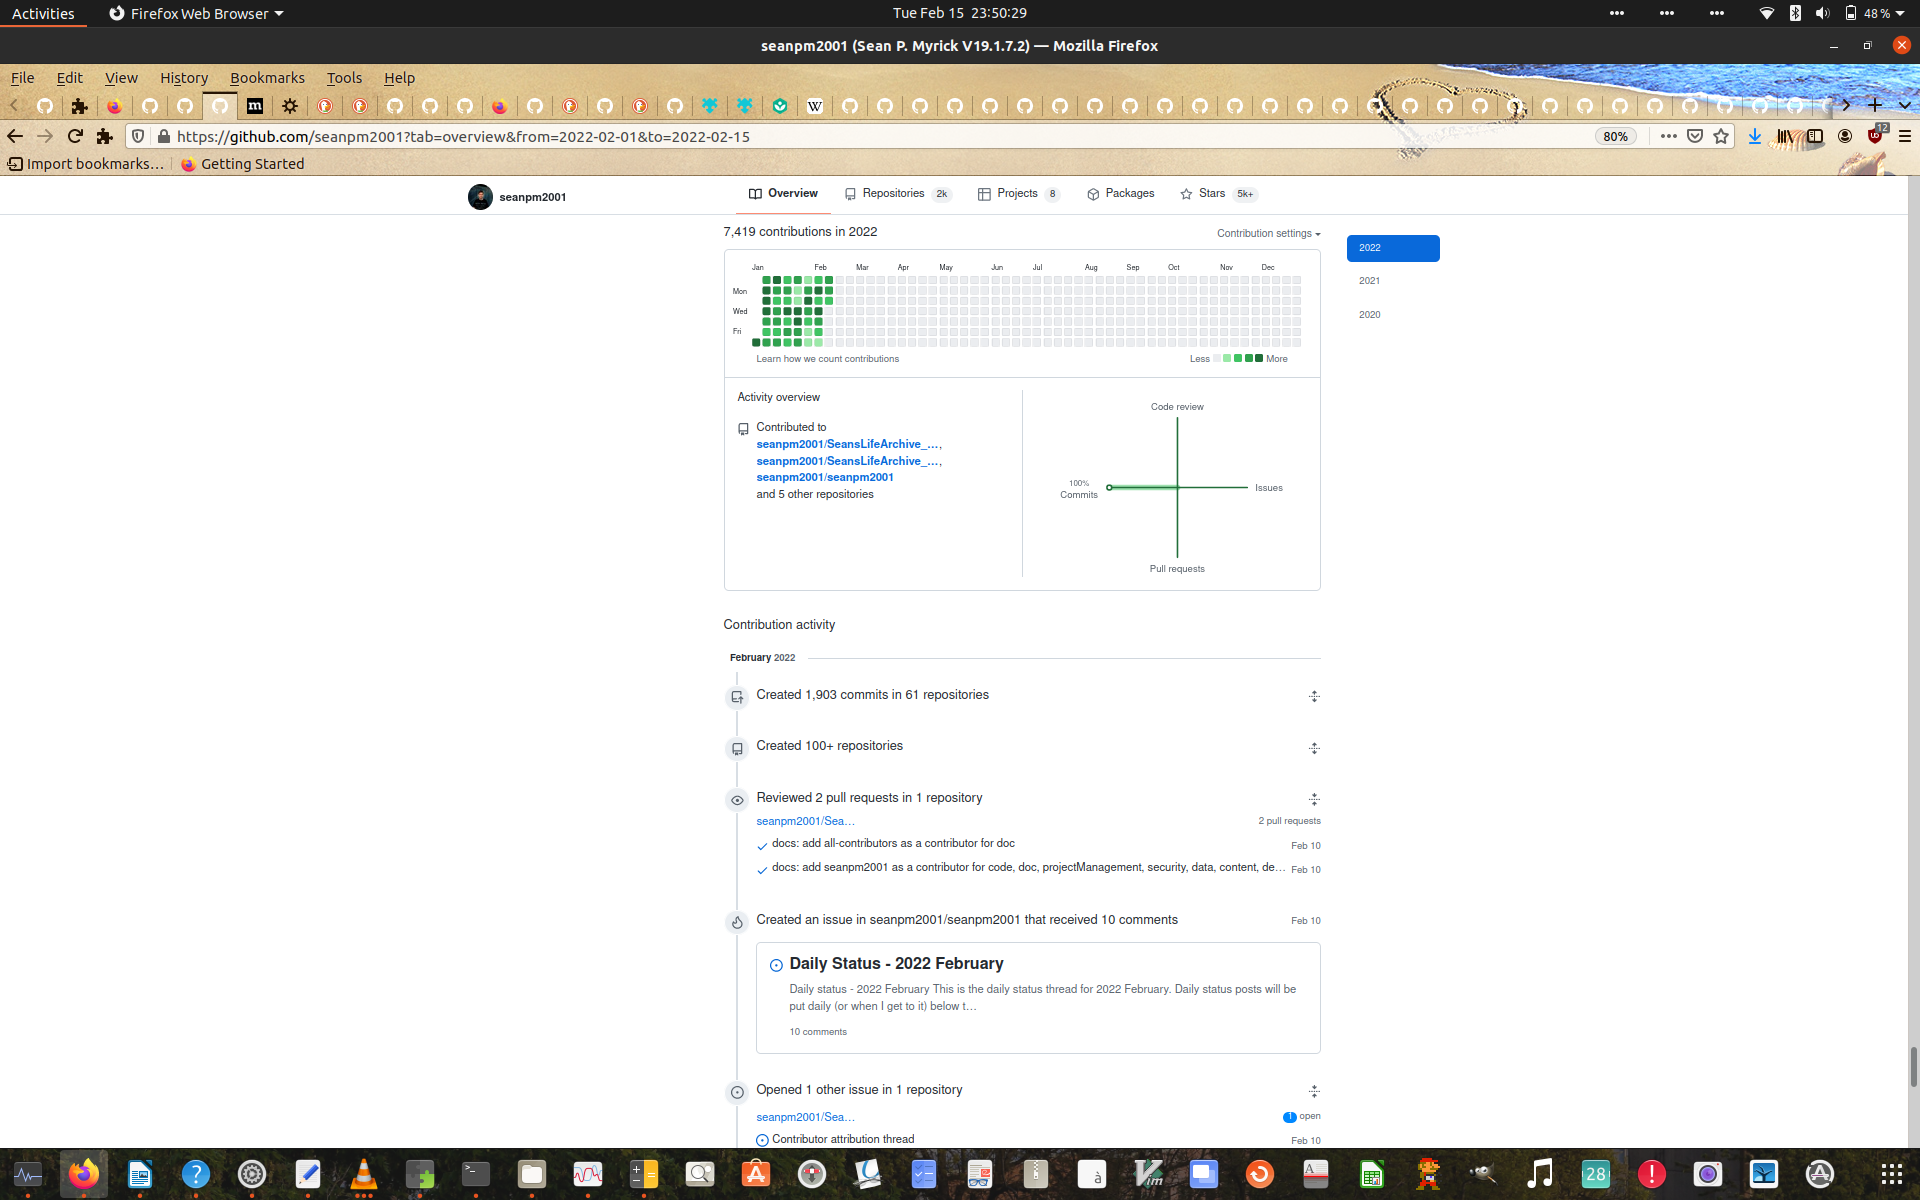 Activities
Firefox Web Browser
Tue Feb 15 23:50:29
48 %
seanpm2001 (Sean P. Myrick V19.1.7.2) — Mozilla Firefox
File Edit View History Bookmarks Tools Help
https://github.com/seanpm2001?tab=overview&from=2022-02-01&to=2022-02-15
80%
12
Import bookmarks…
Getting Started
seanpm2001
Overview
Repositories 2k
Projects 8
Packages
Stars 5k+
7,419 contributions in 2022
Contribution settings
2022
2021
2020
Jan Feb Mar Apr May Jun Jul Aug Sep Oct Nov Dec
Mon
Wed
Fri
Learn how we count contributions
Less More
Activity overview
Contributed to
seanpm2001/SeansLifeArchive_…,
seanpm2001/SeansLifeArchive_…,
seanpm2001/seanpm2001
and 5 other repositories
Code review
100%
Commits
Issues
Pull requests
Contribution activity
February 2022
Created 1,903 commits in 61 repositories
Created 100+ repositories
Reviewed 2 pull requests in 1 repository
seanpm2001/Sea… 2 pull requests
docs: add all-contributors as a contributor for doc Feb 10
docs: add seanpm2001 as a contributor for code, doc, projectManagement, security, data, content, de… Feb 10
Created an issue in seanpm2001/seanpm2001 that received 10 comments Feb 10
Daily Status - 2022 February
Daily status - 2022 February This is the daily status thread for 2022 February. Daily status posts will be
put daily (or when I get to it) below t…
10 comments
Opened 1 other issue in 1 repository
seanpm2001/Sea… 1 open
Contributor attribution thread Feb 10
28